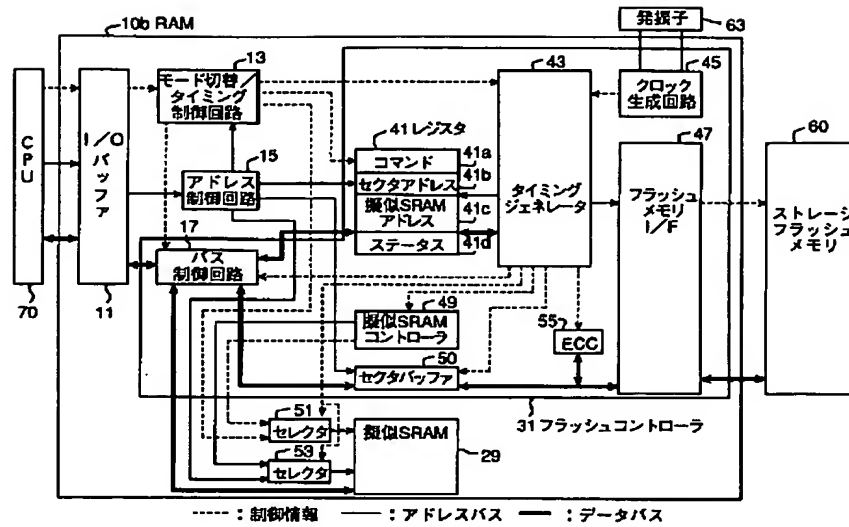 10b RAM
発振子
63
13
モード切替/
タイミング
制御回路
43
45
クロック
生成回路
CPU
I/Oバッファ
41 レジスタ
コマンド
41a
セクタアドレス
41b
擬似SRAM
アドレス
41c
ステータス
41d
15
アドレス
制御回路
タイミング
ジェネレータ
47
フラッシュ
メモリ
I/F
60
ストレージ
フラッシュ
メモリ
17
バス
制御回路
70
11
49
擬似SRAM
コントローラ
55
ECC
50
セクタバッファ
31 フラッシュコントローラ
51
セレクタ
53
セレクタ
擬似SRAM
29
:制御情報 :アドレスバス :データバス